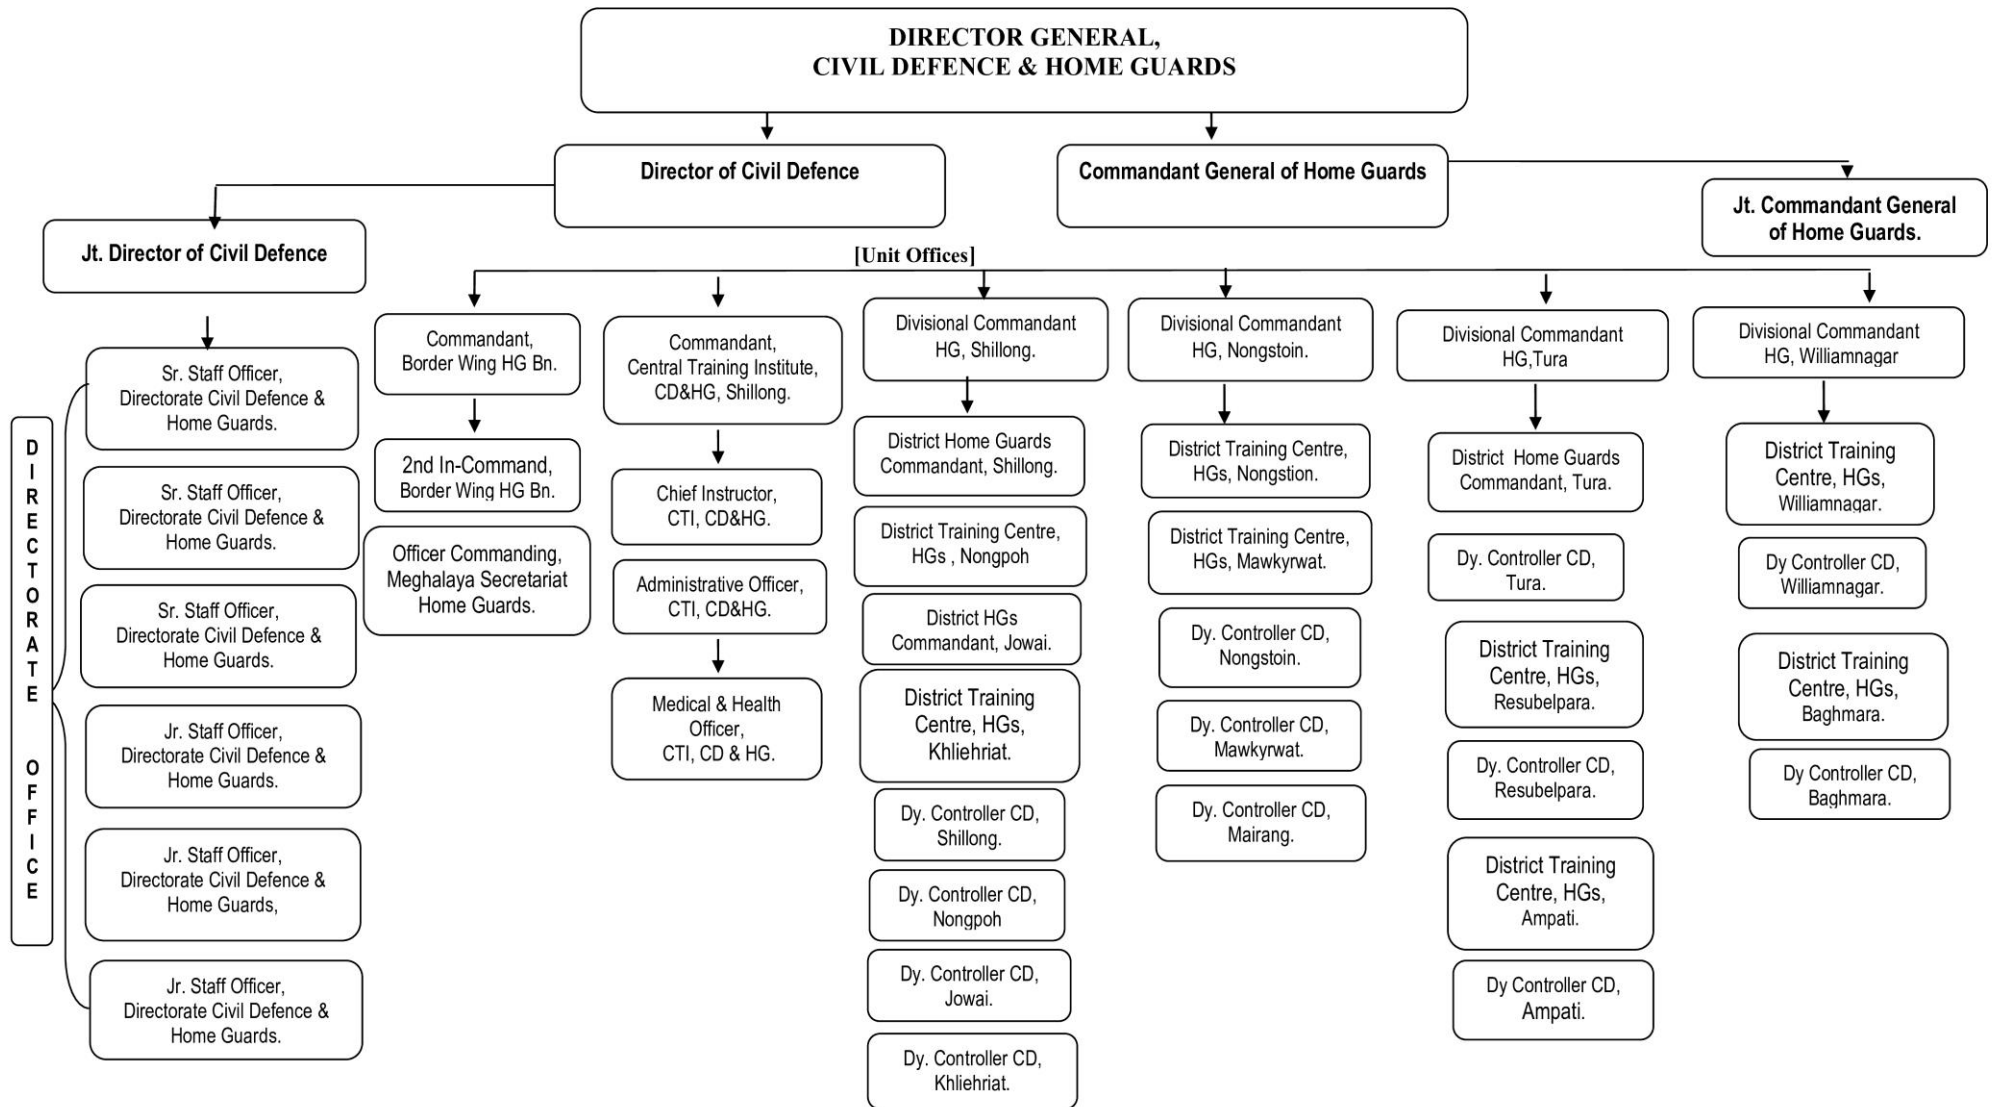 DIRECTOR GENERAL,
CIVIL DEFENCE & HOME GUARDS
Director of Civil Defence
Commandant General of Home Guards
Jt. Commandant General
of Home Guards.
Jt. Director of Civil Defence
[Unit Offices]
DIRECTORATE OFFICE
Sr. Staff Officer,
Directorate Civil Defence &
Home Guards.
Sr. Staff Officer,
Directorate Civil Defence &
Home Guards.
Sr. Staff Officer,
Directorate Civil Defence &
Home Guards.
Jr. Staff Officer,
Directorate Civil Defence &
Home Guards.
Jr. Staff Officer,
Directorate Civil Defence &
Home Guards,
Jr. Staff Officer,
Directorate Civil Defence &
Home Guards.
Commandant,
Border Wing HG Bn.
2nd In-Command,
Border Wing HG Bn.
Officer Commanding,
Meghalaya Secretariat
Home Guards.
Commandant,
Central Training Institute,
CD&HG, Shillong.
Chief Instructor,
CTI, CD&HG.
Administrative Officer,
CTI, CD&HG.
Medical & Health
Officer,
CTI, CD & HG.
Divisional Commandant
HG, Shillong.
District Home Guards
Commandant, Shillong.
District Training Centre,
HGs , Nongpoh
District HGs
Commandant, Jowai.
District Training
Centre, HGs,
Khliehriat.
Dy. Controller CD,
Shillong.
Dy. Controller CD,
Nongpoh
Dy. Controller CD,
Jowai.
Dy. Controller CD,
Khliehriat.
Divisional Commandant
HG, Nongstoin.
District Training Centre,
HGs, Nongstion.
District Training Centre,
HGs, Mawkyrwat.
Dy. Controller CD,
Nongstoin.
Dy. Controller CD,
Mawkyrwat.
Dy. Controller CD,
Mairang.
Divisional Commandant
HG,Tura
District Home Guards
Commandant, Tura.
Dy. Controller CD,
Tura.
District Training
Centre, HGs,
Resubelpara.
Dy. Controller CD,
Resubelpara.
District Training
Centre, HGs,
Ampati.
Dy Controller CD,
Ampati.
Divisional Commandant
HG, Williamnagar
District Training
Centre, HGs,
Williamnagar.
Dy Controller CD,
Williamnagar.
District Training
Centre, HGs,
Baghmara.
Dy Controller CD,
Baghmara.